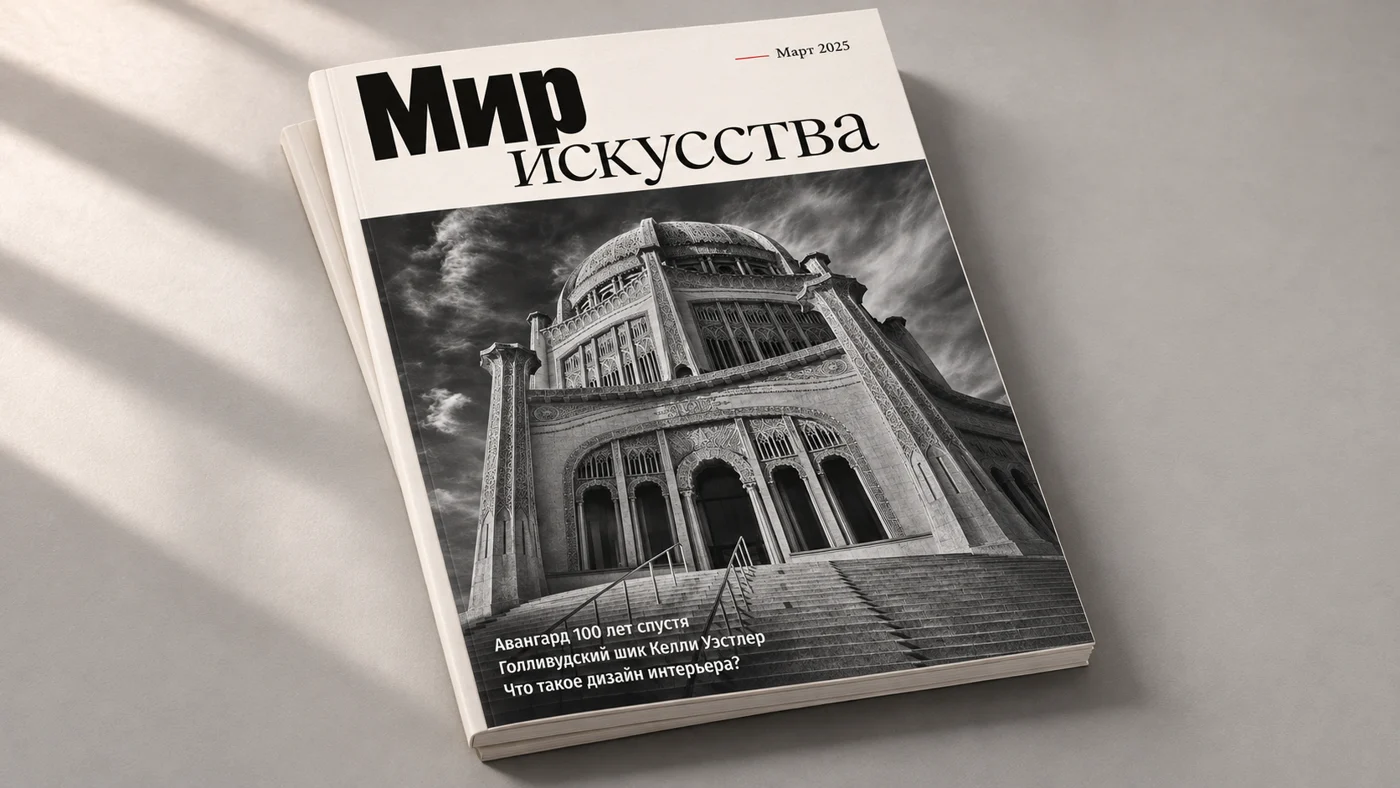 Март 2025
Мир
искусства
Авангард 100 лет спустя
Голливудский шик Келли Уэстлер
Что такое дизайн интерьера?